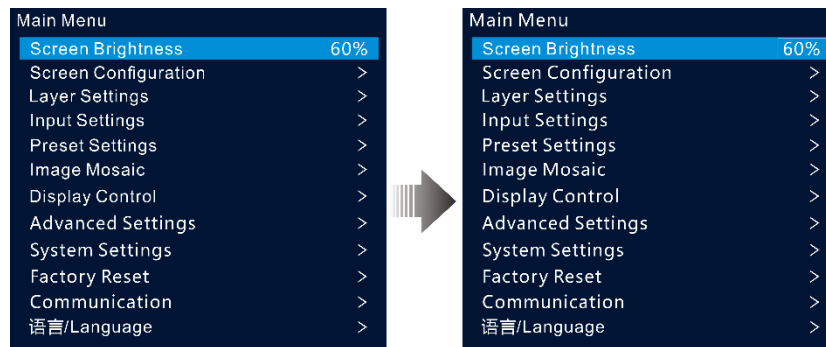 Main Menu
Screen Brightness 60%
Screen Configuration >
Layer Settings >
Input Settings >
Preset Settings >
Image Mosaic >
Display Control >
Advanced Settings >
System Settings >
Factory Reset >
Communication >
语言/Language >
Main Menu
Screen Brightness 60%
Screen Configuration >
Layer Settings >
Input Settings >
Preset Settings >
Image Mosaic >
Display Control >
Advanced Settings >
System Settings >
Factory Reset >
Communication >
语言/Language >